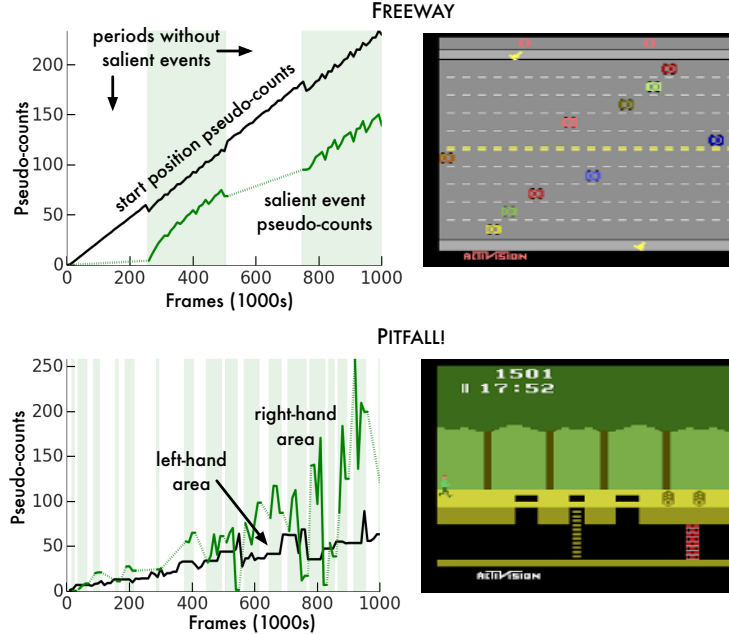 FREEWAY
periods without
salient events
start position pseudo-counts
salient event
pseudo-counts
Pseudo-counts
200
150
100
50
0
0 200 400 600 800 1000
Frames (1000s)
ACTIVISION
PITFALL!
right-hand
area
left-hand
area
Pseudo-counts
250
200
150
100
50
0
0 200 400 600 800 1000
Frames (1000s)
1501
17:52
ACTIVISION